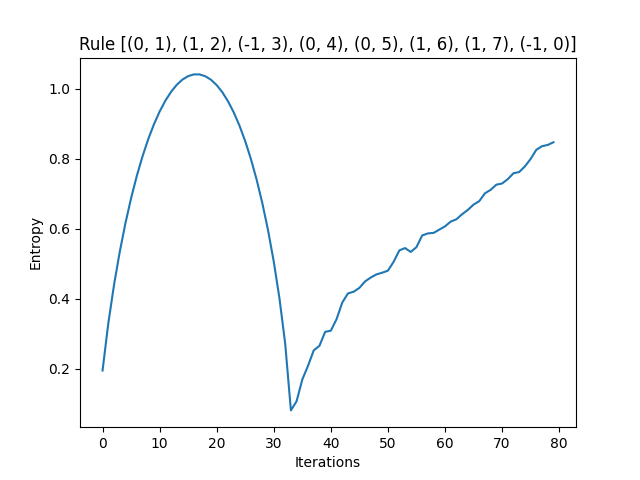 Rule [(0, 1), (1, 2), (-1, 3), (0, 4), (0, 5), (1, 6), (1, 7), (-1, 0)]
1.0
0.8
0.6
0.4
0.2
Entropy
0 10 20 30 40 50 60 70 80
Iterations